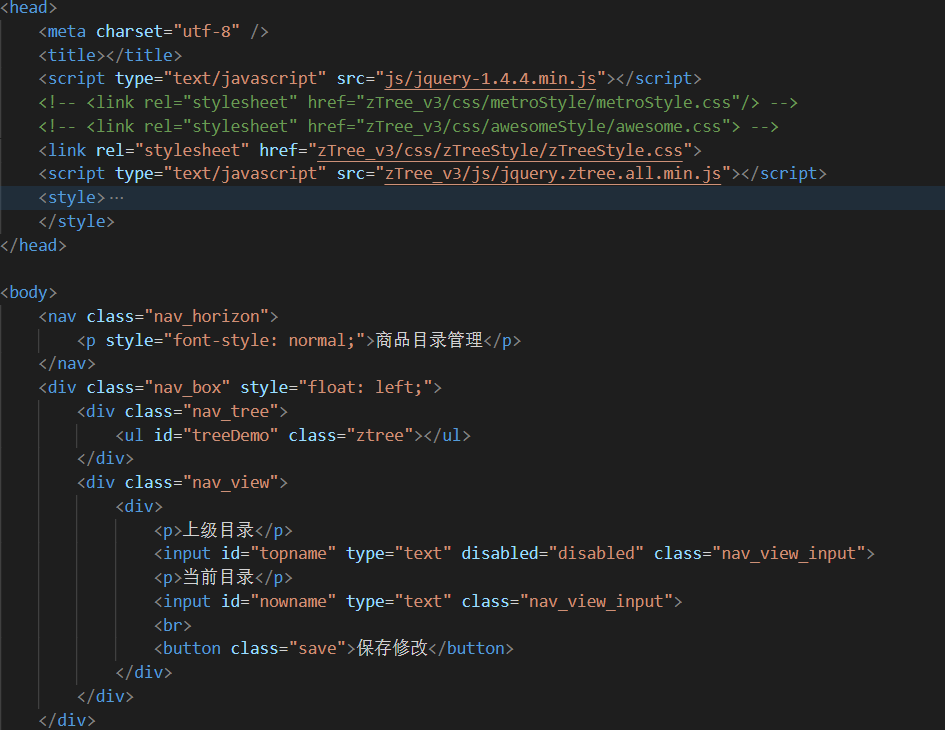 <head>
    <meta charset="utf-8" />
    <title></title>
    <script type="text/javascript" src="js/jquery-1.4.4.min.js"></script>
    <!-- <link rel="stylesheet" href="zTree_v3/css/metroStyle/metroStyle.css"/> -->
    <!-- <link rel="stylesheet" href="zTree_v3/css/awesomeStyle/awesome.css"> -->
    <link rel="stylesheet" href="zTree_v3/css/zTreeStyle/zTreeStyle.css">
    <script type="text/javascript" src="zTree_v3/js/jquery.ztree.all.min.js"></script>
    <style>···
    </style>
</head>

<body>
    <nav class="nav_horizon">
        <p style="font-style: normal;">商品目录管理</p>
    </nav>
    <div class="nav_box" style="float: left;">
        <div class="nav_tree">
            <ul id="treeDemo" class="ztree"></ul>
        </div>
        <div class="nav_view">
            <div>
                <p>上级目录</p>
                <input id="topname" type="text" disabled="disabled" class="nav_view_input">
                <p>当前目录</p>
                <input id="nowname" type="text" class="nav_view_input">
                <br>
                <button class="save">保存修改</button>
            </div>
        </div>
    </div>